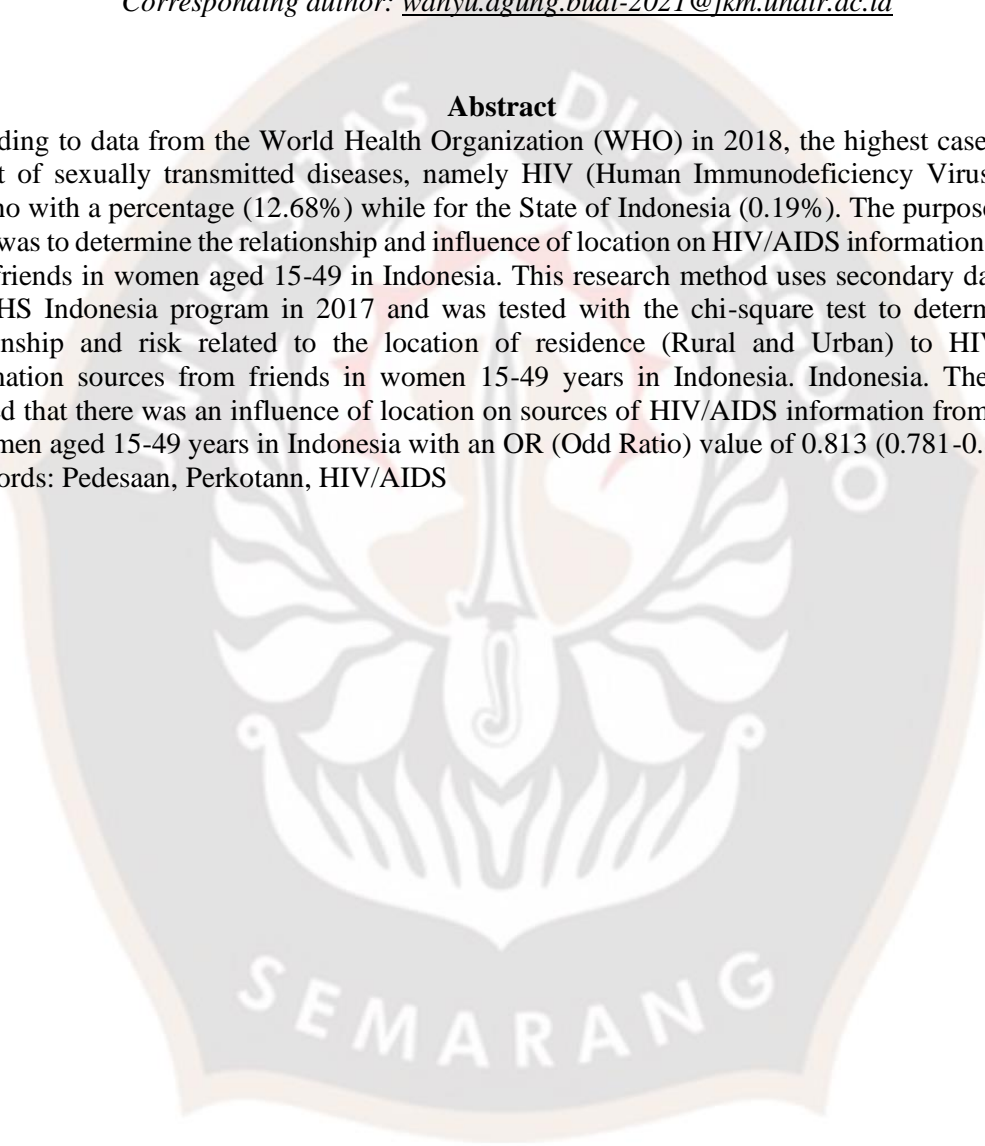 Corresponding author: wahyu.agung.budi-2021@fkm.unair.ac.id
Abstract
ding to data from the World Health Organization (WHO) in 2018, the highest case
t of sexually transmitted diseases, namely HIV (Human Immunodeficiency Virus
no with a percentage (12.68%) while for the State of Indonesia (0.19%). The purpose
was to determine the relationship and influence of location on HIV/AIDS information
friends in women aged 15-49 in Indonesia. This research method uses secondary da
HS Indonesia program in 2017 and was tested with the chi-square test to determ
nship and risk related to the location of residence (Rural and Urban) to HIV
nation sources from friends in women 15-49 years in Indonesia. Indonesia. The
ed that there was an influence of location on sources of HIV/AIDS information from
men aged 15-49 years in Indonesia with an OR (Odd Ratio) value of 0.813 (0.781-0.
ords: Pedesaan, Perkotann, HIV/AIDS
UNIVERSITAS DIPONEGORO
SEMARANG